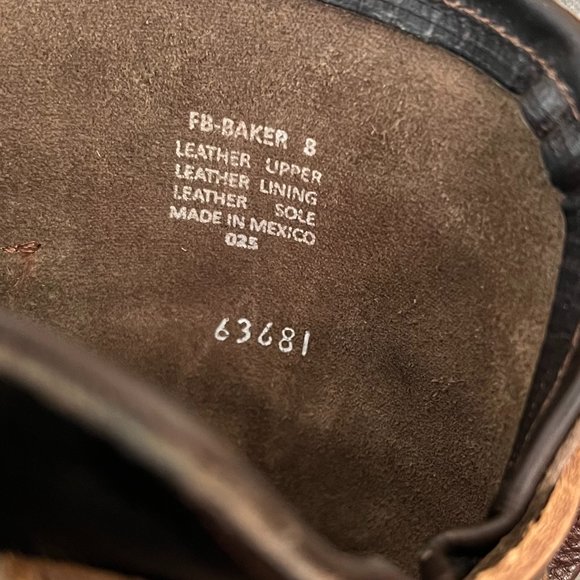 FB-BAKER 8
LEATHER UPPER
LEATHER LINING
LEATHER SOLE
MADE IN MEXICO
025
63681